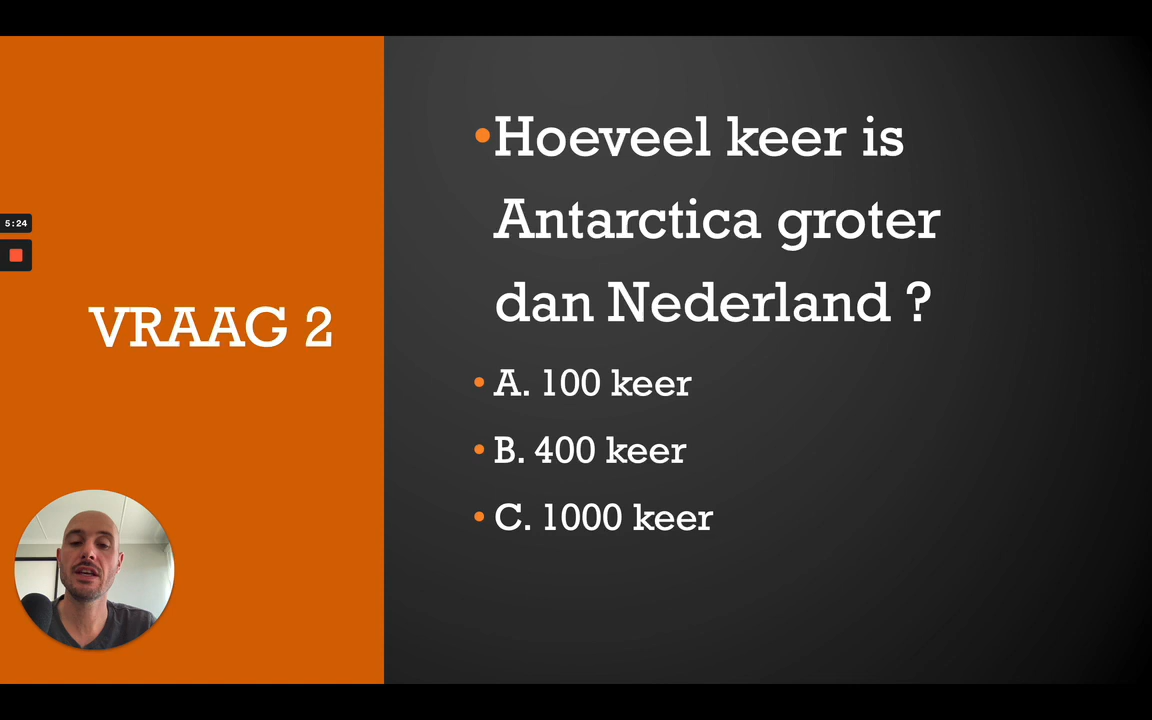 5:24
VRAAG 2
•Hoeveel keer is
Antarctica groter
dan Nederland ?
• A. 100 keer
• B. 400 keer
• C. 1000 keer